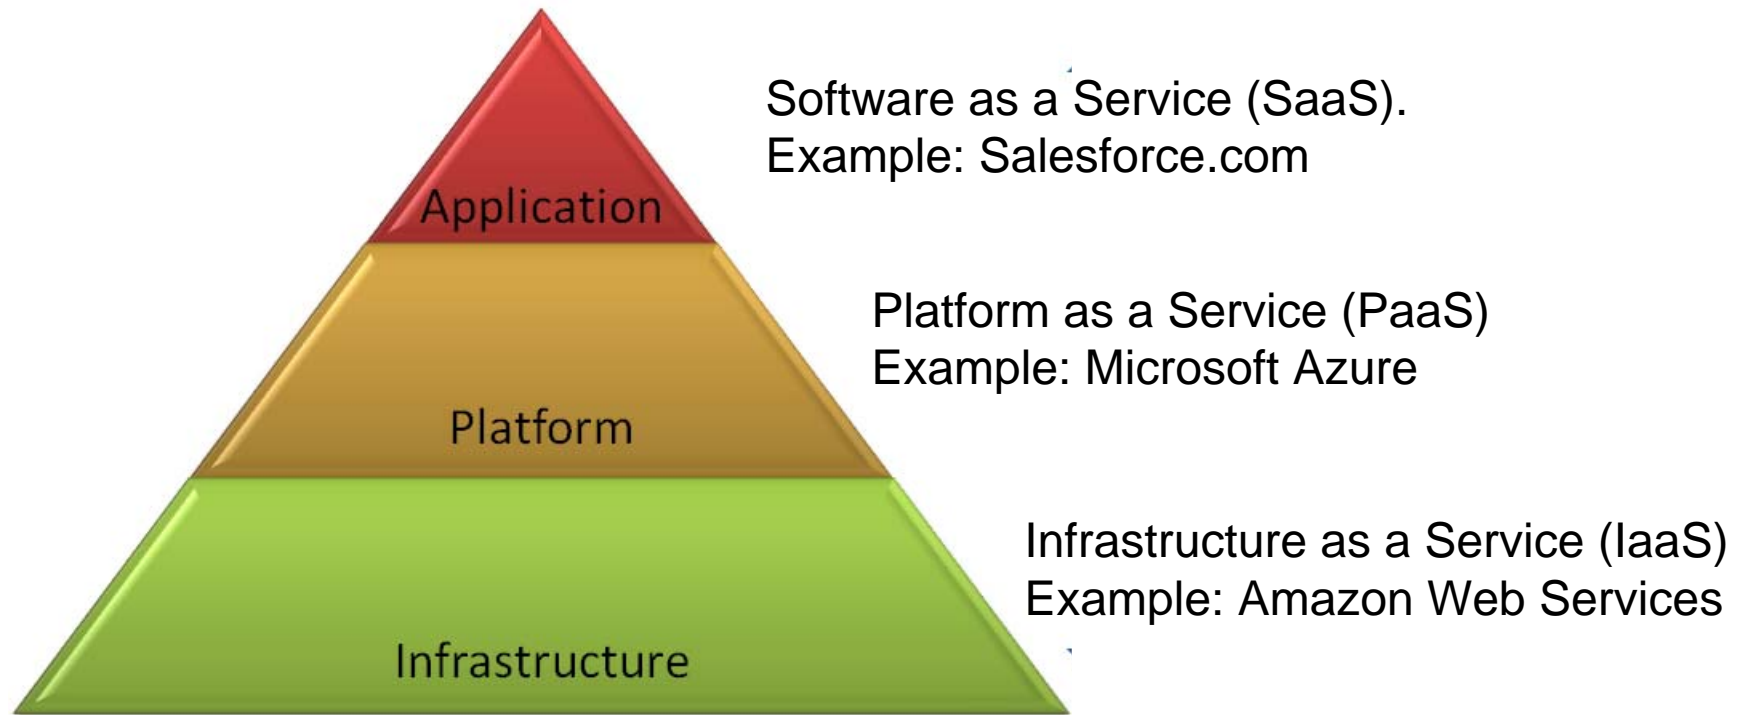 Software as a Service (SaaS).
Example: Salesforce.com
Application
Platform as a Service (PaaS)
Example: Microsoft Azure
Platform
Infrastructure as a Service (IaaS)
Example: Amazon Web Services
Infrastructure